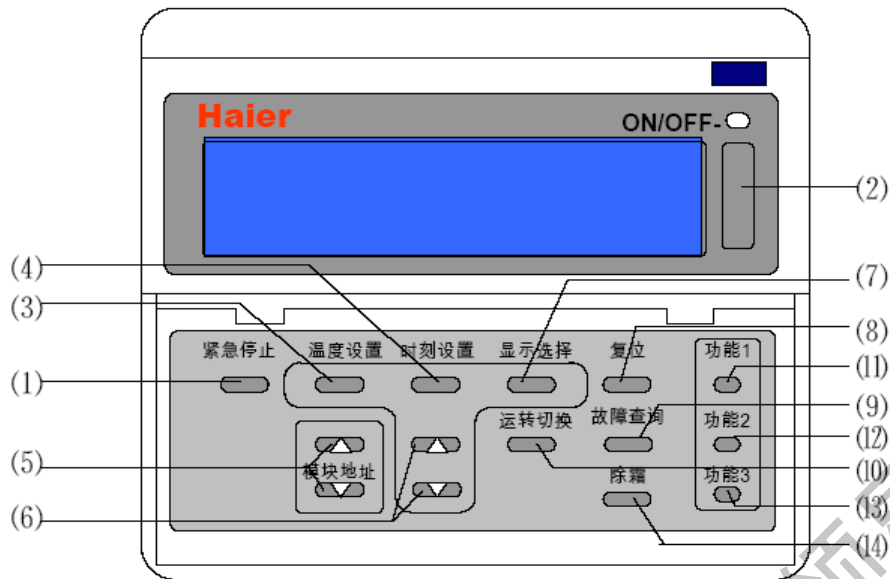 Haier
ON/OFF-
(2)
(4)
(7)
(3)
(8)
紧急停止 温度设置 时刻设置 显示选择 复位 功能1
(1)
(11)
(9)
运转切换 故障查询 功能2
(12)
(5)
模块地址
(10)
除霜 功能3
(6)
(13)
(14)